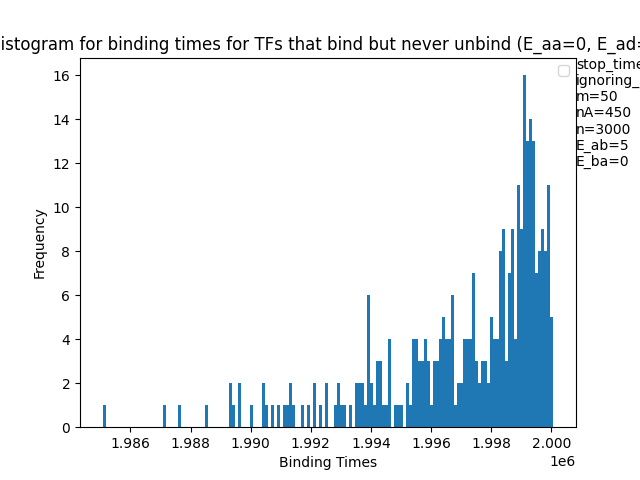 istogram for binding times for TFs that bind but never unbind (E_aa=0, E_ad=
stop_time
ignoring_
m=50
nA=450
n=3000
E_ab=5
E_ba=0
16
14
12
10
8
6
4
2
0
Frequency
1.986 1.988 1.990 1.992 1.994 1.996 1.998 2.000
1e6
Binding Times